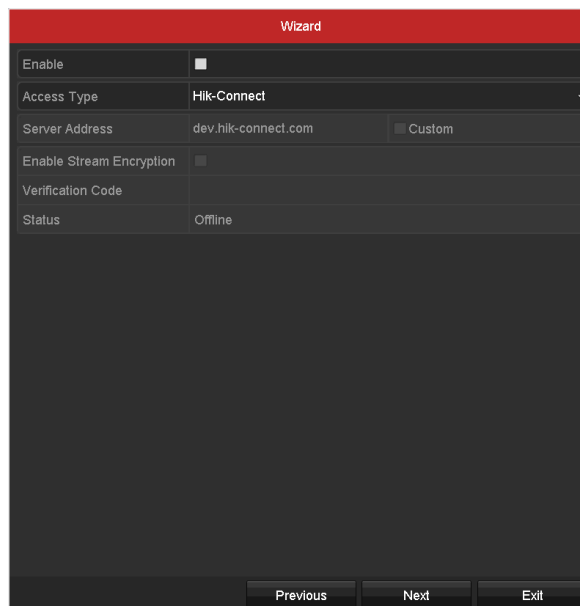 Wizard
Enable
Access Type Hik-Connect
Server Address dev.hik-connect.com Custom
Enable Stream Encryption
Verification Code
Status Offline
Previous Next Exit